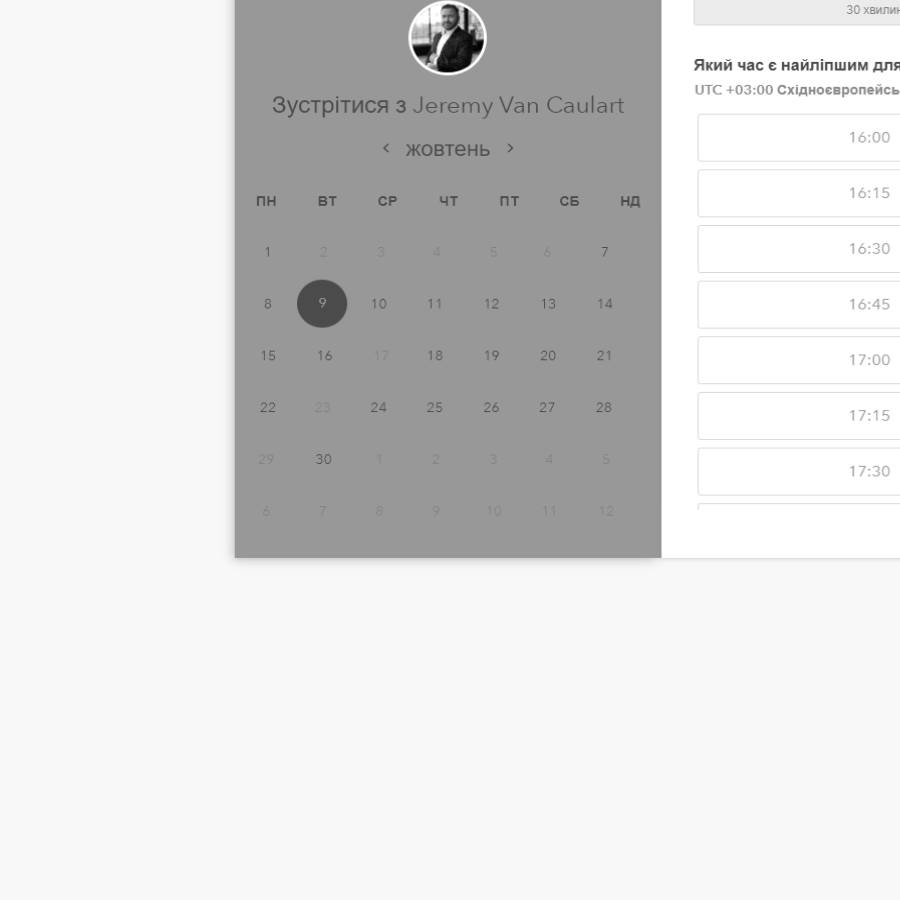 Зустрітися з Jeremy Van Caulart
‹ жовтень ›
ПН ВТ СР ЧТ ПТ СБ НД
1 2 3 4 5 6 7
8 9 10 11 12 13 14
15 16 17 18 19 20 21
22 23 24 25 26 27 28
29 30 1 2 3 4 5
6 7 8 9 10 11 12
30 хвилин
Який час є найліпшим для
UTC +03:00 Східноєвропейсь
16:00
16:15
16:30
16:45
17:00
17:15
17:30